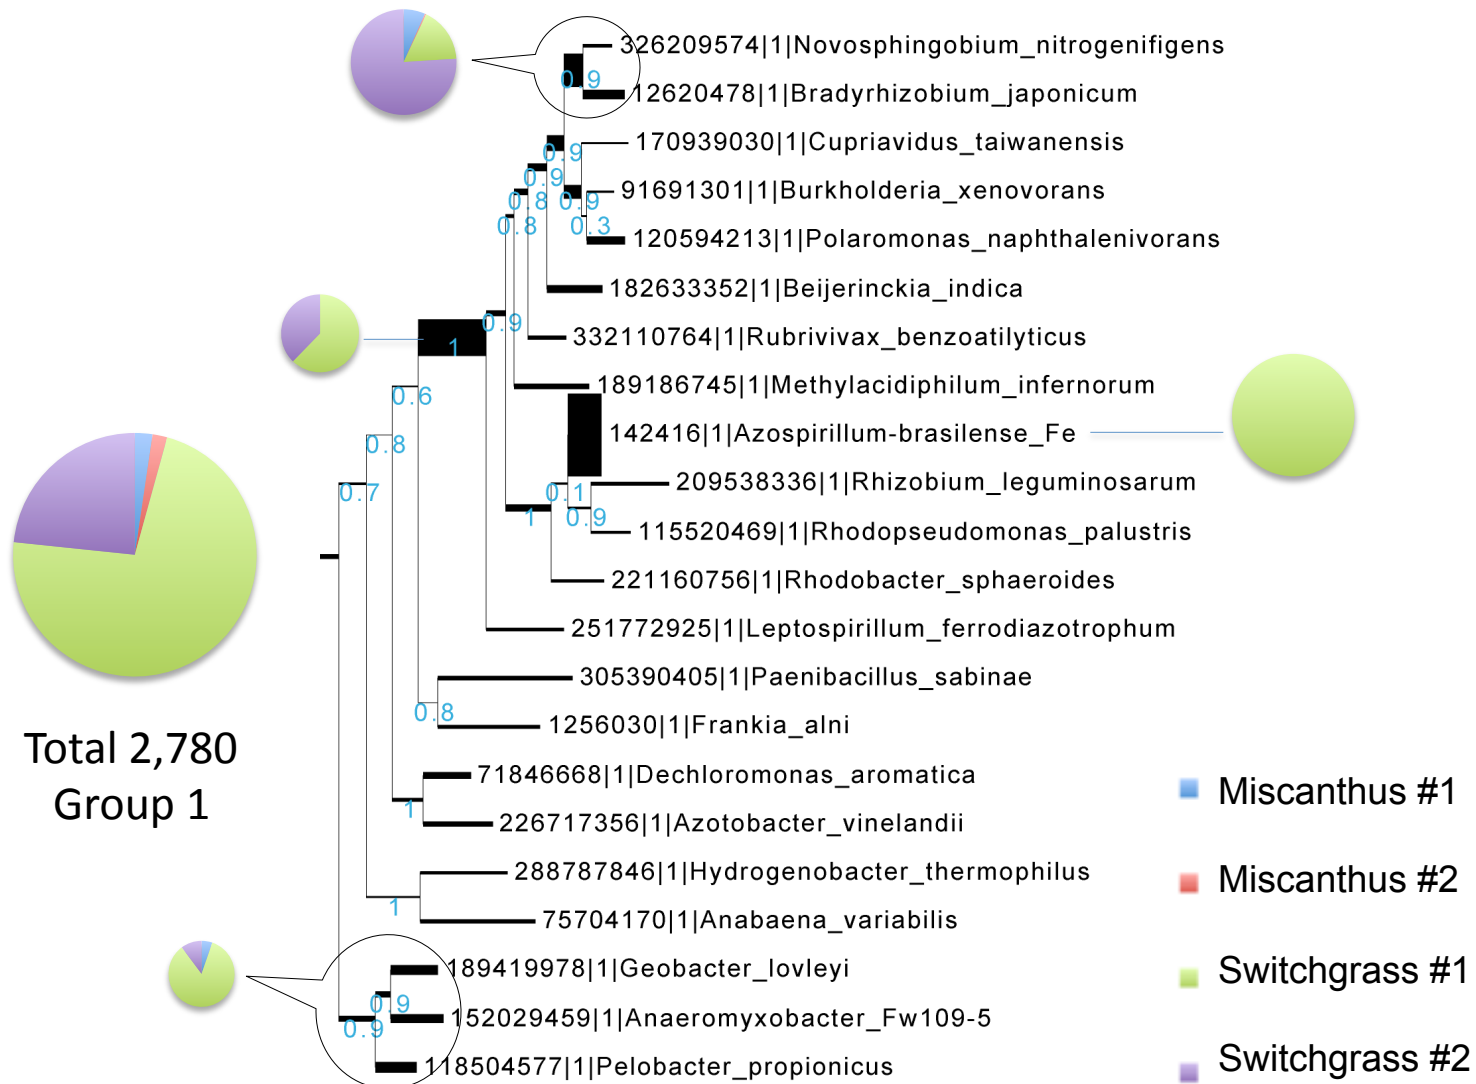 326209574|1|Novosphingobium_nitrogenifigens
0.9
12620478|1|Bradyrhizobium_japonicum
170939030|1|Cupriavidus_taiwanensis
0.9
0.9
91691301|1|Burkholderia_xenovorans
0.8
0.9
0.8
0.3
120594213|1|Polaromonas_naphthalenivorans
182633352|1|Beijerinckia_indica
0.9
332110764|1|Rubrivivax_benzoatilyticus
1
189186745|1|Methylacidiphilum_infernorum
0.6
142416|1|Azospirillum-brasilense_Fe
0.8
209538336|1|Rhizobium_leguminosarum
0.7
0.1
1
0.9
115520469|1|Rhodopseudomonas_palustris
221160756|1|Rhodobacter_sphaeroides
251772925|1|Leptospirillum_ferrodiazotrophum
305390405|1|Paenibacillus_sabinae
0.8
1256030|1|Frankia_alni
Total 2,780
Group 1
71846668|1|Dechloromonas_aromatica
1
226717356|1|Azotobacter_vinelandii
288787846|1|Hydrogenobacter_thermophilus
1
75704170|1|Anabaena_variabilis
189419978|1|Geobacter_lovleyi
0.9
152029459|1|Anaeromyxobacter_Fw109-5
0.9
118504577|1|Pelobacter_propionicus
Miscanthus #1
Miscanthus #2
Switchgrass #1
Switchgrass #2